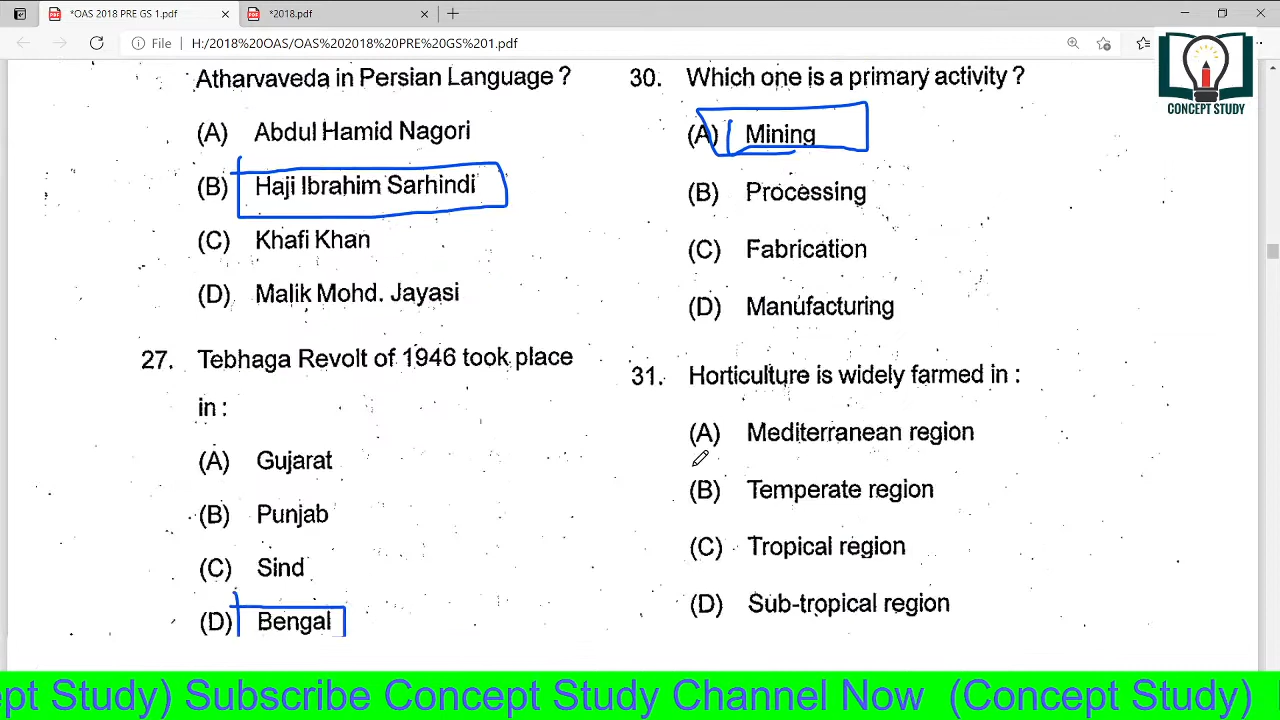 *OAS 2018 PRE GS 1.pdf
*2018.pdf
File H:/2018%20OAS/OAS%202018%20PRE%20GS%201.pdf
CONCEPT STUDY
Atharvaveda in Persian Language ?
(A) Abdul Hamid Nagori
(B) Haji Ibrahim Sarhindi
(C) Khafi Khan
(D) Malik Mohd. Jayasi
27. Tebhaga Revolt of 1946 took place
in :
(A) Gujarat
(B) Punjab
(C) Sind
(D) Bengal
30. Which one is a primary activity ?
(A) Mining
(B) Processing
(C) Fabrication
(D) Manufacturing
31. Horticulture is widely farmed in :
(A) Mediterranean region
(B) Temperate region
(C) Tropical region
(D) Sub-tropical region
ept Study) Subscribe Concept Study Channel Now (Concept Study)